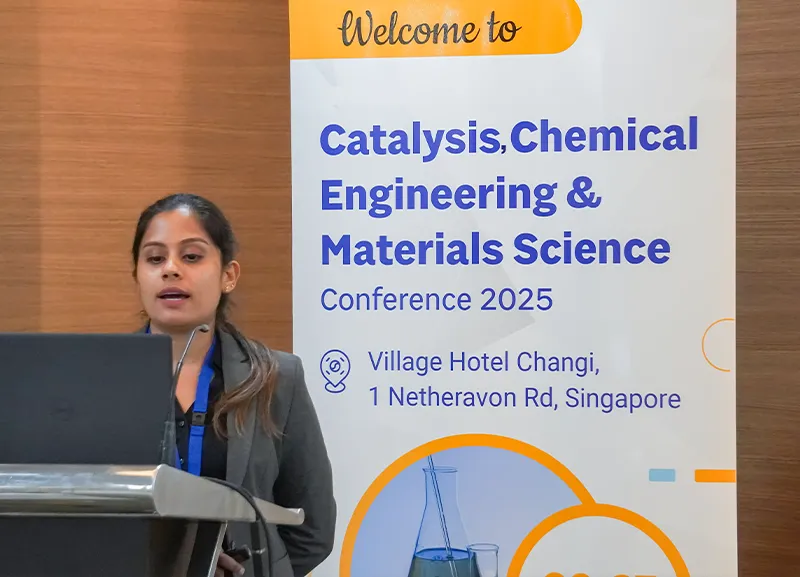 Welcome to
Catalysis, Chemical
Engineering &
Materials Science
Conference 2025
Village Hotel Changi,
1 Netheravon Rd, Singapore